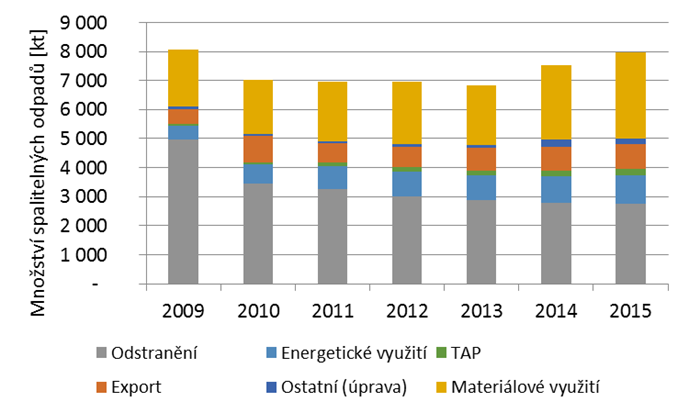 Množství spalitelných odpadů [kt]
9 000
8 000
7 000
6 000
5 000
4 000
3 000
2 000
1 000
-
2009 2010 2011 2012 2013 2014 2015
Odstranění Energetické využití TAP
Export Ostatní (úprava) Materiálové využití